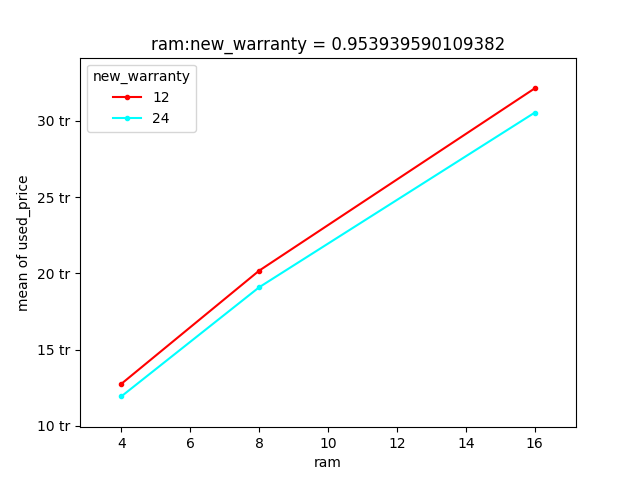 ram:new_warranty = 0.953939590109382
new_warranty
12
24
mean of used_price
30 tr
25 tr
20 tr
15 tr
10 tr
4 6 8 10 12 14 16
ram